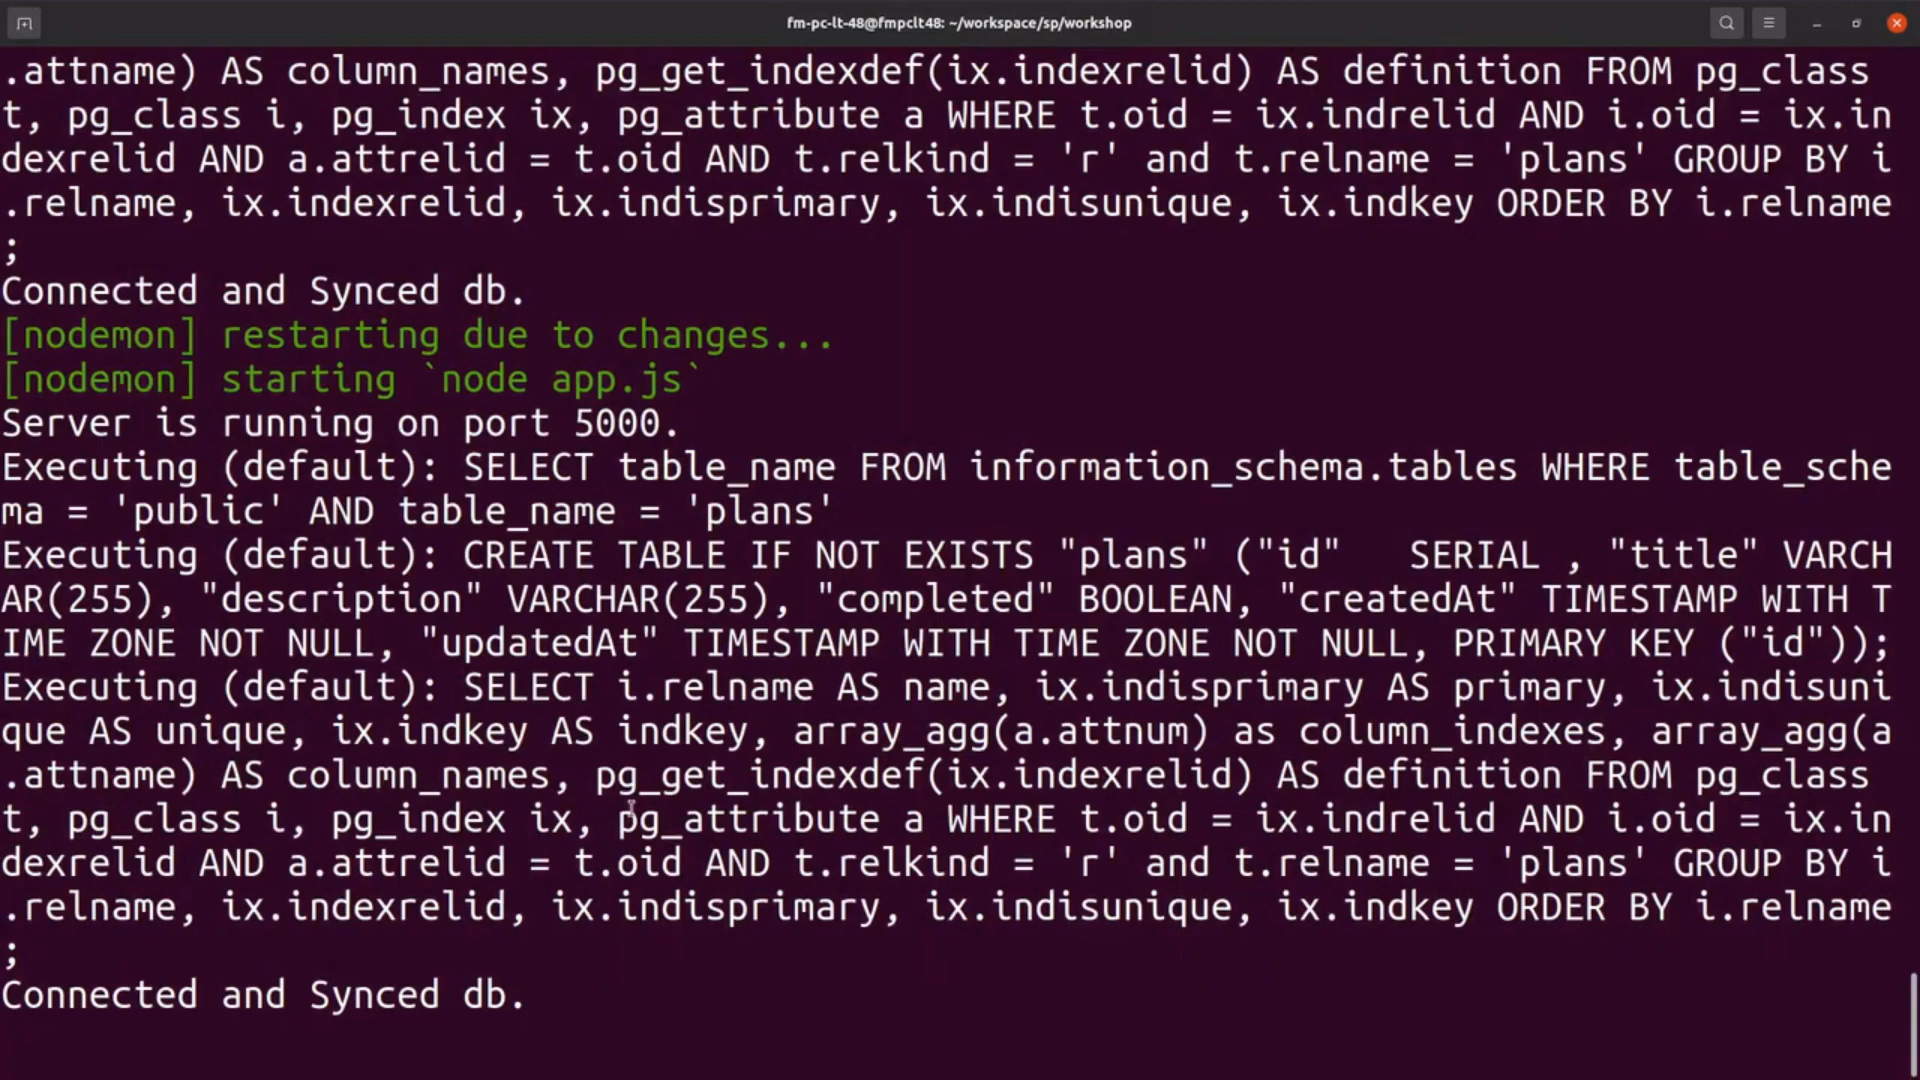 fm-pc-lt-48@fmpclt48: ~/workspace/sp/workshop
.attname) AS column_names, pg_get_indexdef(ix.indexrelid) AS definition FROM pg_class
t, pg_class i, pg_index ix, pg_attribute a WHERE t.oid = ix.indrelid AND i.oid = ix.in
dexrelid AND a.attrelid = t.oid AND t.relkind = 'r' and t.relname = 'plans' GROUP BY i
.relname, ix.indexrelid, ix.indisprimary, ix.indisunique, ix.indkey ORDER BY i.relname
;
Connected and Synced db.
[nodemon] restarting due to changes...
[nodemon] starting `node app.js`
Server is running on port 5000.
Executing (default): SELECT table_name FROM information_schema.tables WHERE table_sche
ma = 'public' AND table_name = 'plans'
Executing (default): CREATE TABLE IF NOT EXISTS "plans" ("id"   SERIAL , "title" VARCH
AR(255), "description" VARCHAR(255), "completed" BOOLEAN, "createdAt" TIMESTAMP WITH T
IME ZONE NOT NULL, "updatedAt" TIMESTAMP WITH TIME ZONE NOT NULL, PRIMARY KEY ("id"));
Executing (default): SELECT i.relname AS name, ix.indisprimary AS primary, ix.indisuni
que AS unique, ix.indkey AS indkey, array_agg(a.attnum) as column_indexes, array_agg(a
.attname) AS column_names, pg_get_indexdef(ix.indexrelid) AS definition FROM pg_class
t, pg_class i, pg_index ix, pg_attribute a WHERE t.oid = ix.indrelid AND i.oid = ix.in
dexrelid AND a.attrelid = t.oid AND t.relkind = 'r' and t.relname = 'plans' GROUP BY i
.relname, ix.indexrelid, ix.indisprimary, ix.indisunique, ix.indkey ORDER BY i.relname
;
Connected and Synced db.